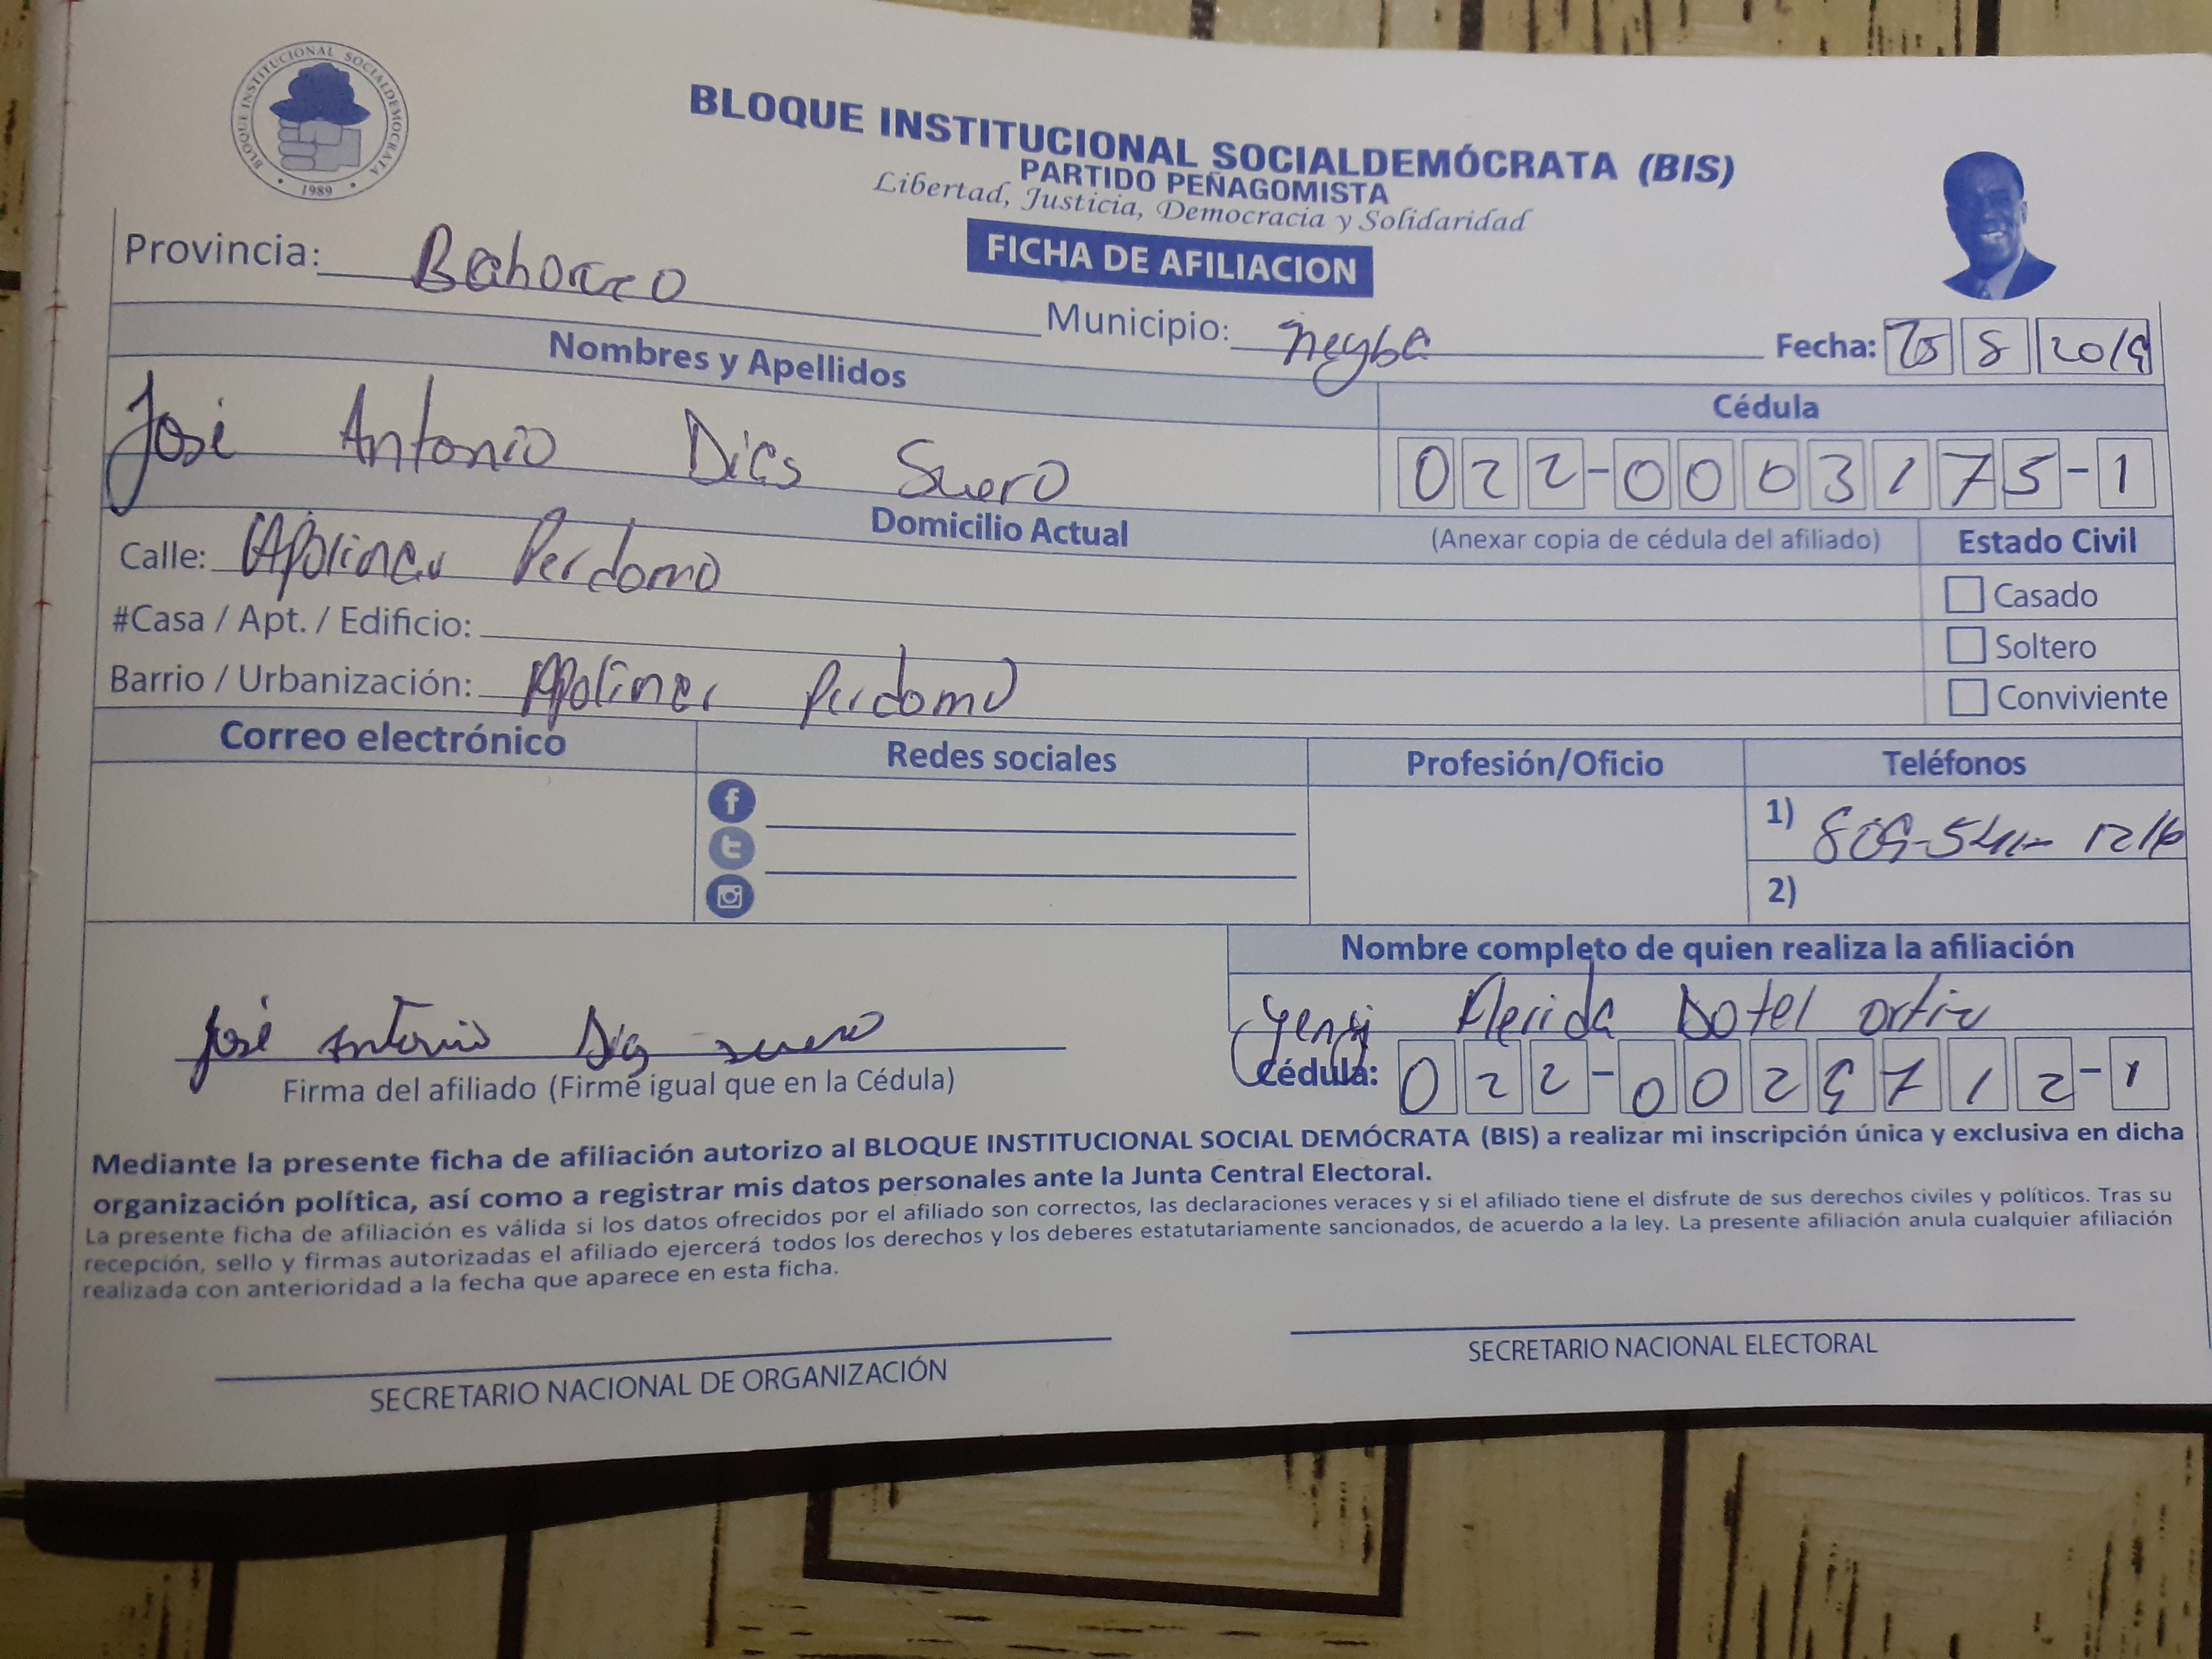 BLOQUE INSTITUCIONAL SOCIALDEMOCRATA
1989
BLOQUE INSTITUCIONAL SOCIALDEMÓCRATA (BIS)
PARTIDO PEÑAGOMISTA
Libertad, Justicia, Democracia y Solidaridad
FICHA DE AFILIACION
Provincia: Bahoruco
Municipio: neyba
Fecha: 25 8 2019
Nombres y Apellidos
Cédula
José Antonio Dias Suero
022-0003175-1
Domicilio Actual
(Anexar copia de cédula del afiliado)
Estado Civil
Calle: Apolinar Perdomo
Casado
#Casa / Apt. / Edificio:
Soltero
Barrio / Urbanización: Apolinar Perdomo
Conviviente
Correo electrónico
Redes sociales
Profesión/Oficio
Teléfonos
1)
2)
Nombre completo de quien realiza la afiliación
Flerida Dotel ortiz
José Antonio Dias suero
Cédula: 022-0029712-1
Firma del afiliado (Firme igual que en la Cédula)
Mediante la presente ficha de afiliación autorizo al BLOQUE INSTITUCIONAL SOCIAL DEMÓCRATA (BIS) a realizar mi inscripción única y exclusiva en dicha
organización política, así como a registrar mis datos personales ante la Junta Central Electoral.
La presente ficha de afiliación es válida si los datos ofrecidos por el afiliado son correctos, las declaraciones veraces y si el afiliado tiene el disfrute de sus derechos civiles y políticos. Tras su
recepción, sello y firmas autorizadas el afiliado ejercerá todos los derechos y los deberes estatutariamente sancionados, de acuerdo a la ley. La presente afiliación anula cualquier afiliación
realizada con anterioridad a la fecha que aparece en esta ficha.
SECRETARIO NACIONAL DE ORGANIZACIÓN
SECRETARIO NACIONAL ELECTORAL